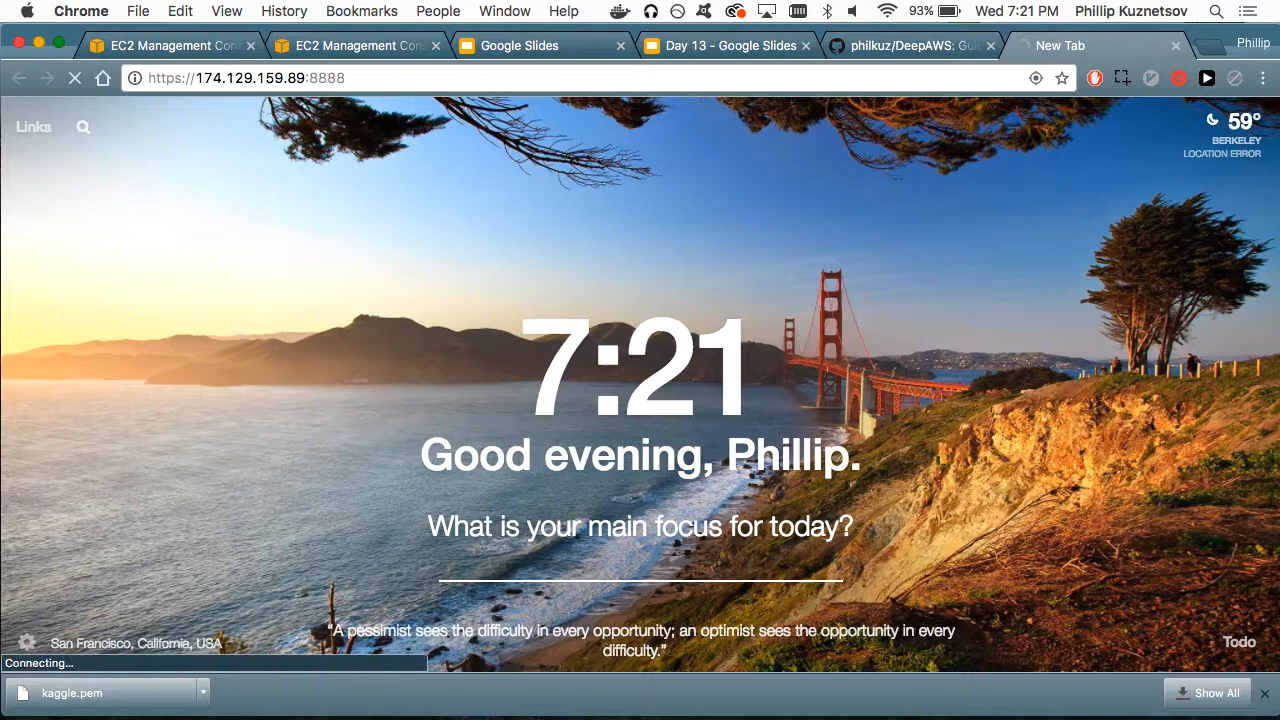 Chrome File Edit View History Bookmarks People Window Help 93% Wed 7:21 PM Phillip Kuznetsov
EC2 Management Con EC2 Management Con Google Slides Day 13 - Google Slides philkuz/DeepAWS: Gui New Tab Phillip
https://174.129.159.89:8888
Links 59°
BERKELEY
LOCATION ERROR
7:21
Good evening, Phillip.
What is your main focus for today?
"A pessimist sees the difficulty in every opportunity; an optimist sees the opportunity in every
difficulty."
San Francisco, California, USA Todo
Connecting...
kaggle.pem Show All